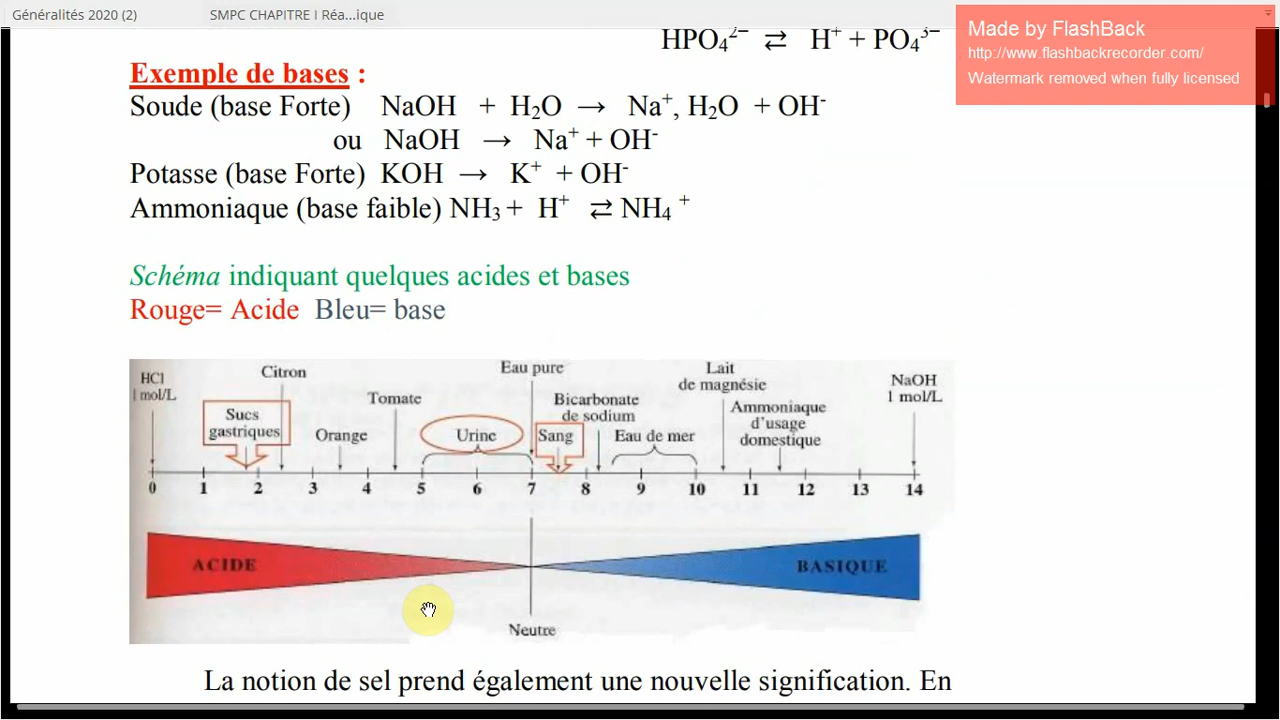 Généralités 2020 (2)
SMPC CHAPITRE I Réa...ique
Made by FlashBack
http://www.flashbackrecorder.com/
Watermark removed when fully licensed
HPO₄²⁻ ⇄ H⁺ + PO₄³⁻
Exemple de bases :
Soude (base Forte) NaOH + H₂O → Na⁺, H₂O + OH⁻
ou NaOH → Na⁺ + OH⁻
Potasse (base Forte) KOH → K⁺ + OH⁻
Ammoniaque (base faible) NH₃ + H⁺ ⇄ NH₄ ⁺
Schéma indiquant quelques acides et bases
Rouge= Acide Bleu= base
HCl
1 mol/L
Sucs
gastriques
Citron
Orange
Tomate
Urine
Eau pure
Sang
Bicarbonate
de sodium
Eau de mer
Lait
de magnésie
Ammoniaque
d'usage
domestique
NaOH
1 mol/L
0 1 2 3 4 5 6 7 8 9 10 11 12 13 14
ACIDE
BASIQUE
Neutre
La notion de sel prend également une nouvelle signification. En